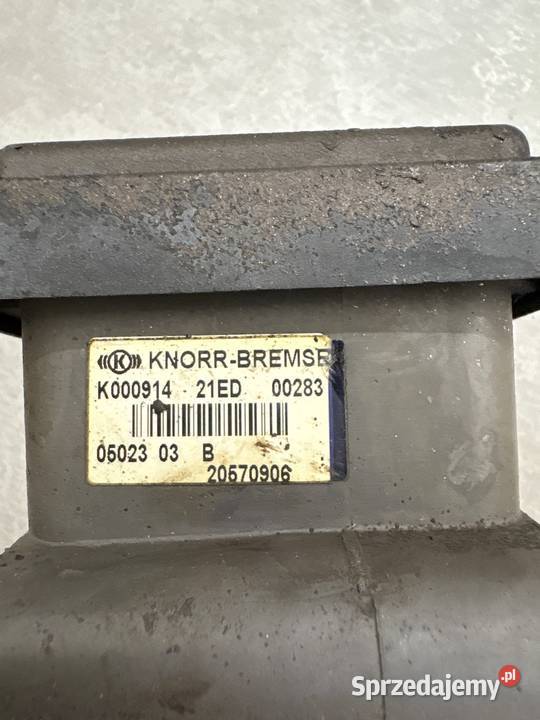 K KNORR-BREMSE
K000914 21ED 00283
05023 03 B
20570906
Sprzedajemy.pl